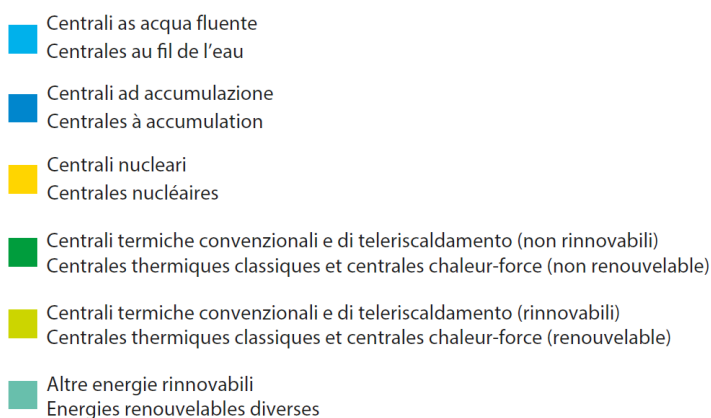 Centrali as acqua fluente
Centrales au fil de l’eau
Centrali ad accumulazione
Centrales à accumulation
Centrali nucleari
Centrales nucléaires
Centrali termiche convenzionali e di teleriscaldamento (non rinnovabili)
Centrales thermiques classiques et centrales chaleur-force (non renouvelable)
Centrali termiche convenzionali e di teleriscaldamento (rinnovabili)
Centrales thermiques classiques et centrales chaleur-force (renouvelable)
Altre energie rinnovabili
Energies renouvelables diverses